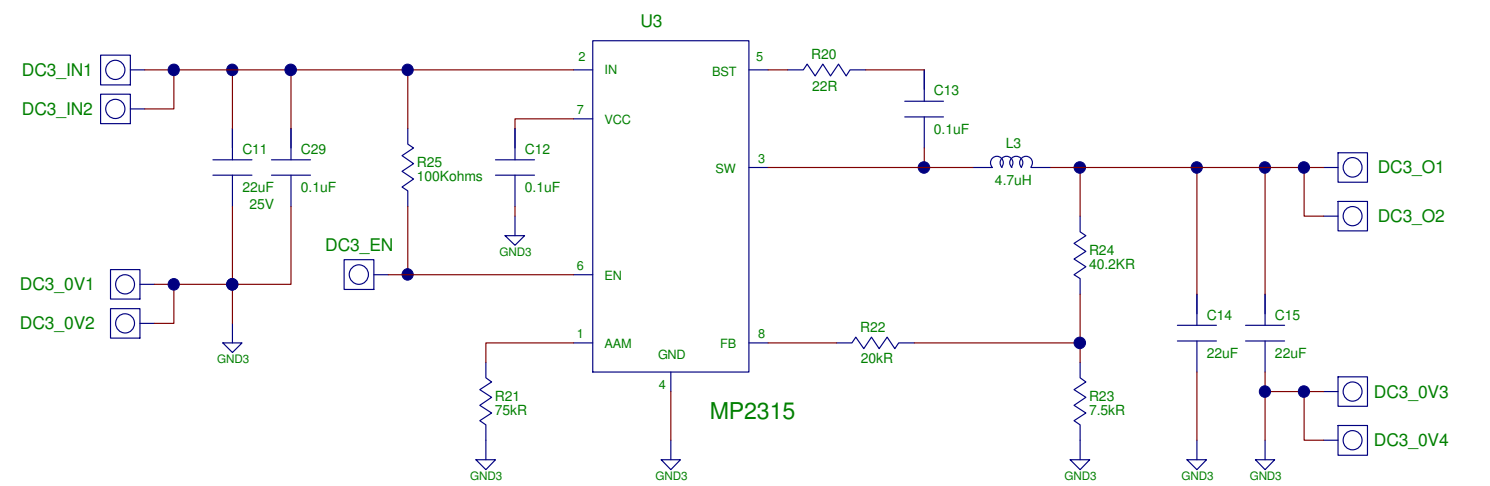 U3
DC3_IN1
DC3_IN2
2
IN
7
VCC
6
EN
1
AAM
GND
4
5
BST
3
SW
8
FB
MP2315
C11
22uF
25V
C29
0.1uF
R25
100Kohms
C12
0.1uF
GND3
DC3_EN
DC3_0V1
DC3_0V2
GND3
R21
75kR
GND3
GND3
R20
22R
C13
0.1uF
L3
4.7uH
R24
40.2KR
R22
20kR
R23
7.5kR
GND3
C14
22uF
GND3
C15
22uF
GND3
DC3_O1
DC3_O2
DC3_0V3
DC3_0V4